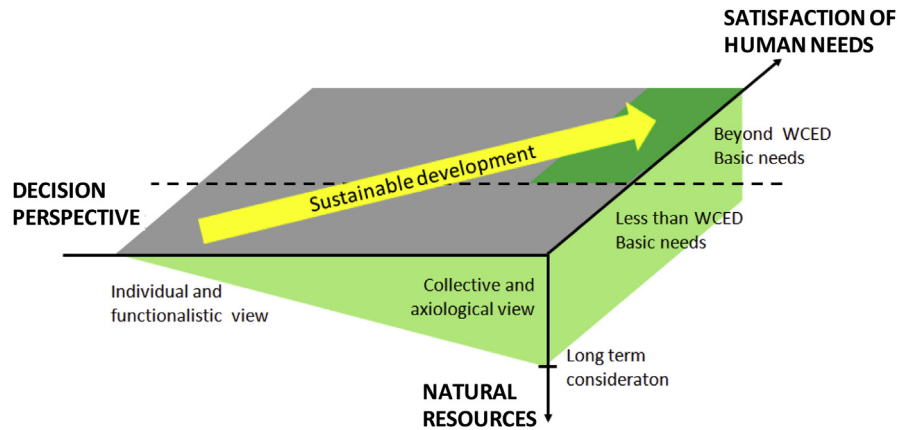 SATISFACTION OF
HUMAN NEEDS
Beyond WCED
Basic needs
Sustainable development
DECISION
PERSPECTIVE
Less than WCED
Basic needs
Individual and
functionalistic view
Collective and
axiological view
Long term
consideraton
NATURAL
RESOURCES